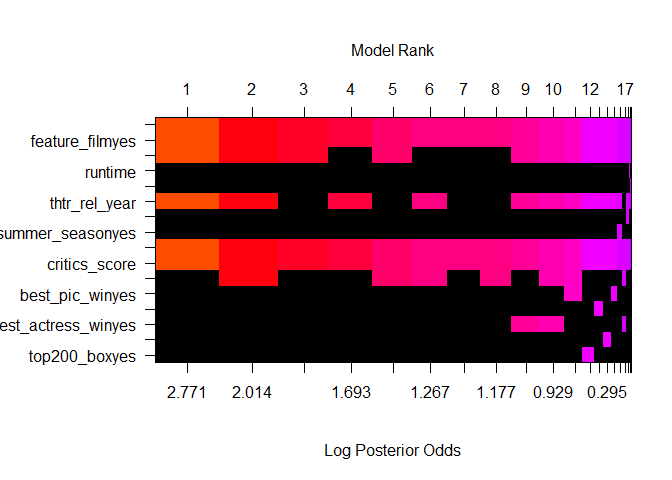 Model Rank
1 2 3 4 5 6 7 8 9 10 12 17
feature_filmyes
runtime
thtr_rel_year
summer_seasonyes
critics_score
best_pic_winyes
est_actress_winyes
top200_boxyes
2.771 2.014 1.693 1.267 1.177 0.929 0.295
Log Posterior Odds